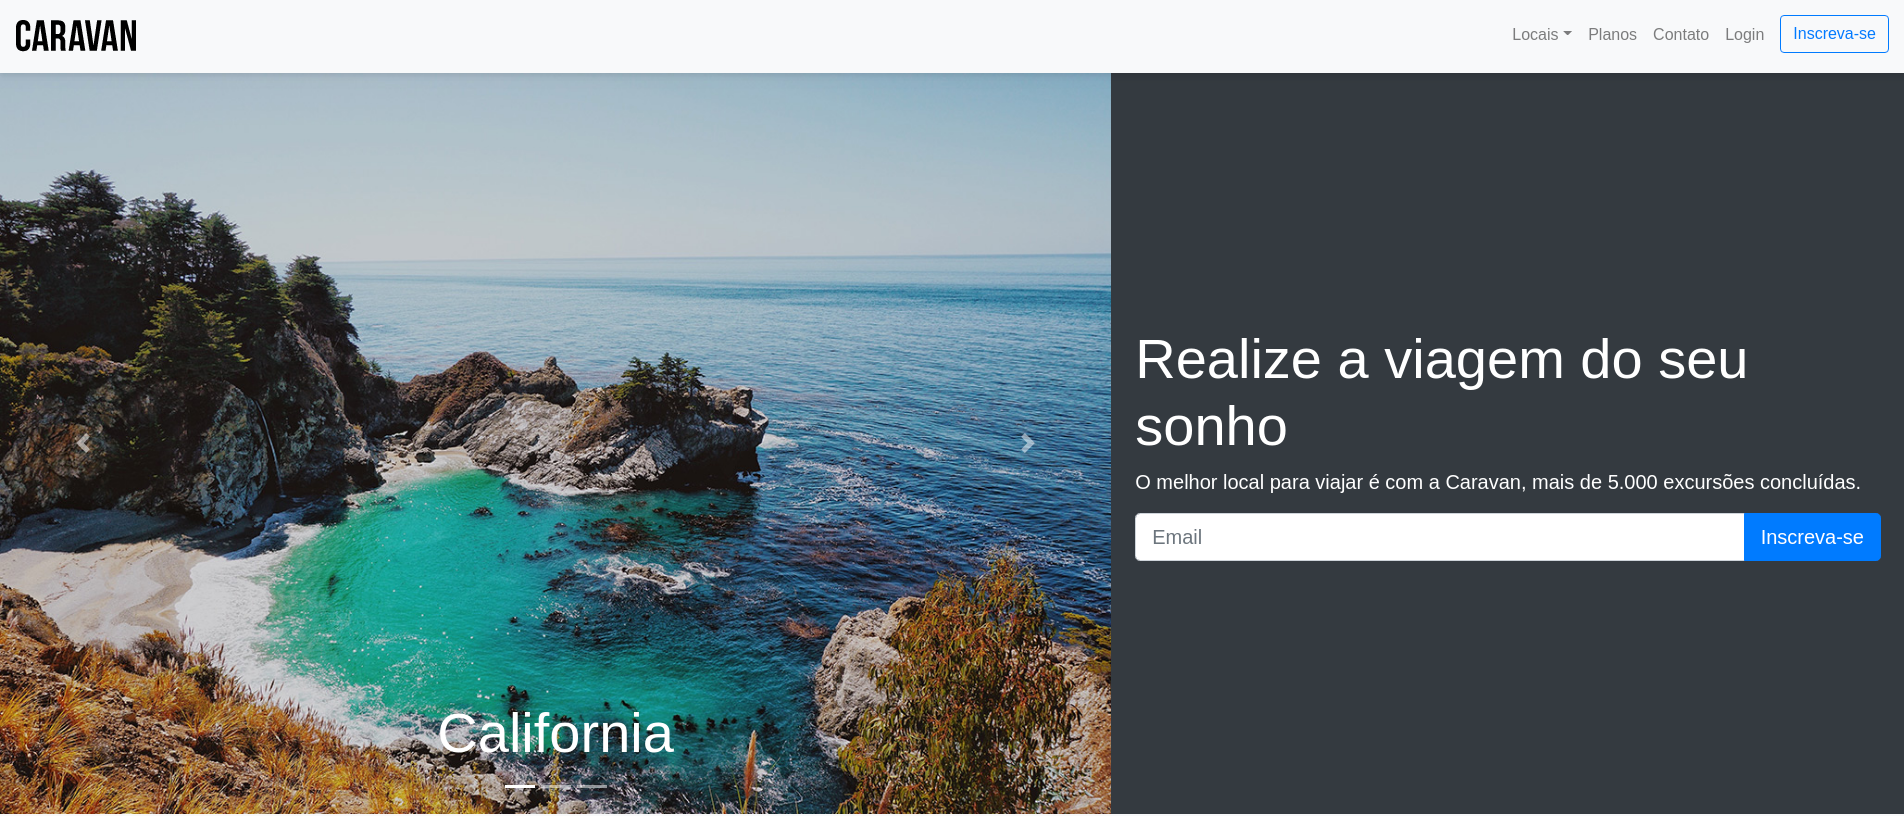 CARAVAN
Locais Planos Contato Login Inscreva-se
Realize a viagem do seu
sonho
O melhor local para viajar é com a Caravan, mais de 5.000 excursões concluídas.
Email Inscreva-se
California